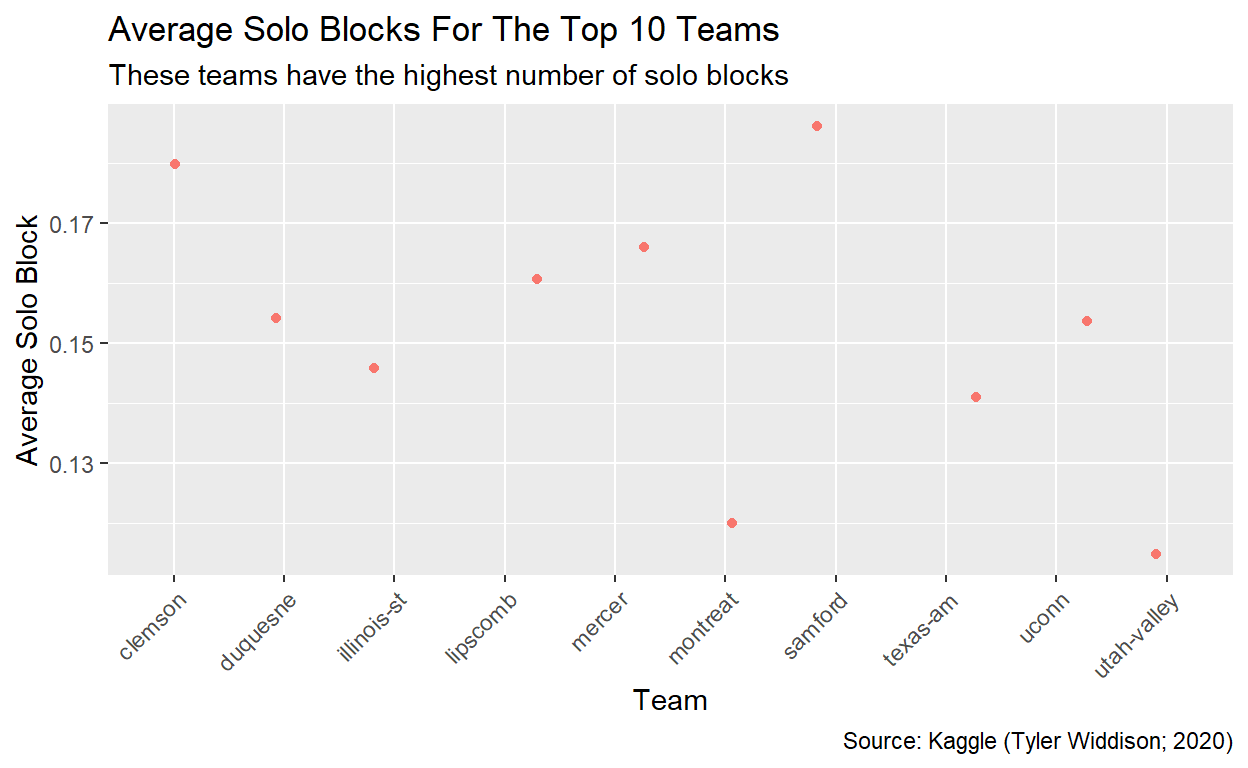 Average Solo Blocks For The Top 10 Teams
These teams have the highest number of solo blocks
Average Solo Block
0.17
0.15
0.13
clemson
duquesne
illinois-st
lipscomb
mercer
montreat
samford
texas-am
uconn
utah-valley
Team
Source: Kaggle (Tyler Widdison; 2020)